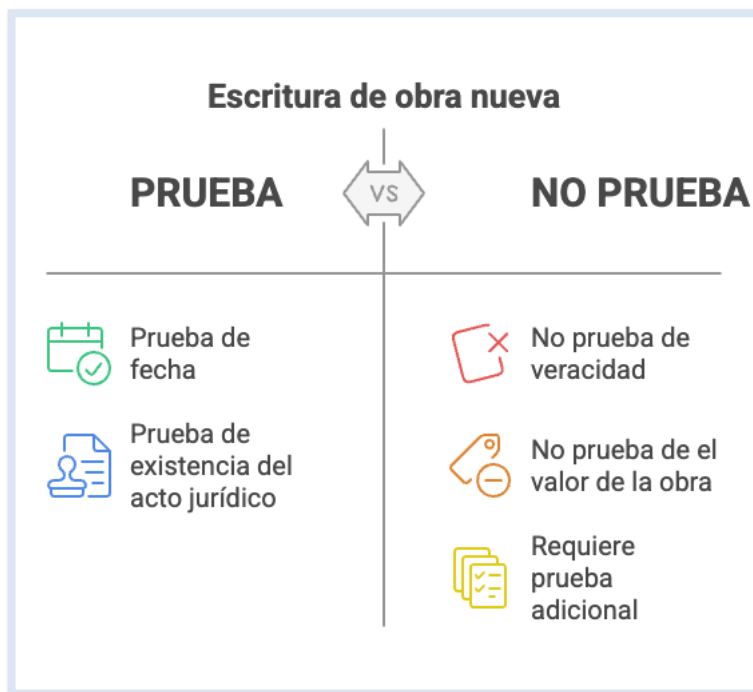 Escritura de obra nueva
PRUEBA
VS
NO PRUEBA
Prueba de
fecha
Prueba de
existencia del
acto jurídico
No prueba de
veracidad
No prueba de el
valor de la obra
Requiere
prueba
adicional